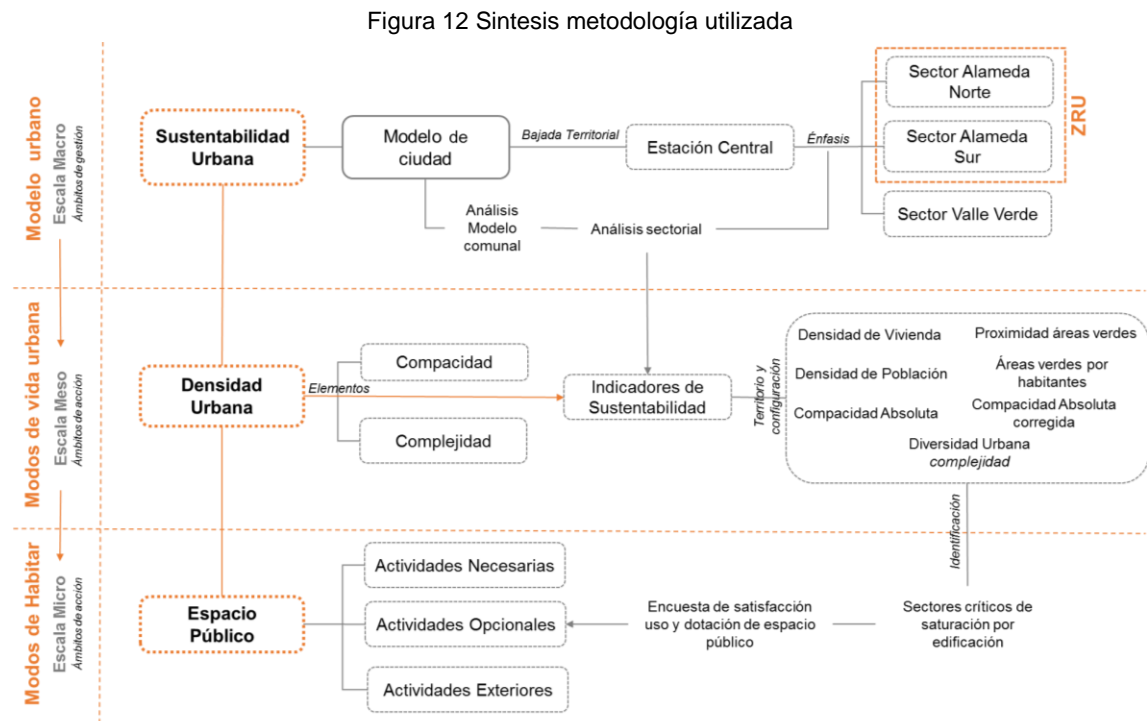 Figura 12 Sintesis metodología utilizada
Modelo urbano
Escala Macro
Ámbitos de gestión
Sustentabilidad
Urbana
Modelo de
ciudad
Bajada Territorial
Estación Central
Énfasis
Sector Alameda
Norte
Sector Alameda
Sur
ZRU
Sector Valle Verde
Análisis
Modelo
comunal
Análisis sectorial
Modos de vida urbana
Escala Meso
Ámbitos de acción
Densidad
Urbana
Elementos
Compacidad
Complejidad
Indicadores de
Sustentabilidad
Territorio y
configuración
Densidad de Vivienda
Proximidad áreas verdes
Densidad de Población
Áreas verdes por
habitantes
Compacidad Absoluta
Compacidad Absoluta
corregida
Diversidad Urbana
complejidad
Identificación
Modos de Habitar
Escala Micro
Ámbitos de acción
Espacio
Público
Actividades Necesarias
Actividades Opcionales
Actividades Exteriores
Encuesta de satisfacción
uso y dotación de espacio
público
Sectores críticos de
saturación por
edificación